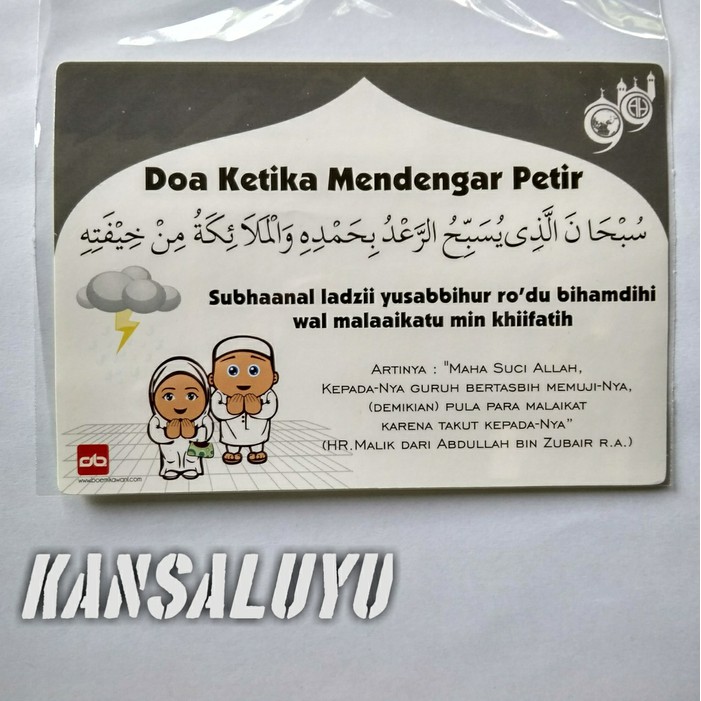 Doa Ketika Mendengar Petir
سُبْحَانَ الَّذِى يُسَبِّحُ الرَّعْدُ بِحَمْدِهِ وَالْمَلَائِكَةُ مِنْ خِيْفَتِهِ
Subhaanal ladzii yusabbihur ro'du bihamdihi
wal malaaikatu min khiifatih
ARTINYA : "MAHA SUCI ALLAH,
KEPADA-NYA GURUH BERTASBIH MEMUJI-NYA,
(DEMIKIAN) PULA PARA MALAIKAT
KARENA TAKUT KEPADA-NYA"
(HR.MALIK DARI ABDULLAH BIN ZUBAIR R.A.)
KANSALUYU